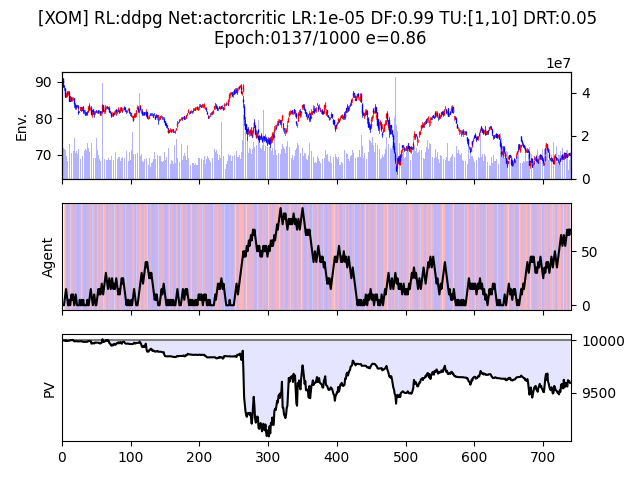 [XOM] RL:ddpg Net:actorcritic LR:1e-05 DF:0.99 TU:[1,10] DRT:0.05
Epoch:0137/1000 e=0.86
1e7
90
80
70
Env.
4
2
0
Agent
50
0
PV
10000
9500
0 100 200 300 400 500 600 700